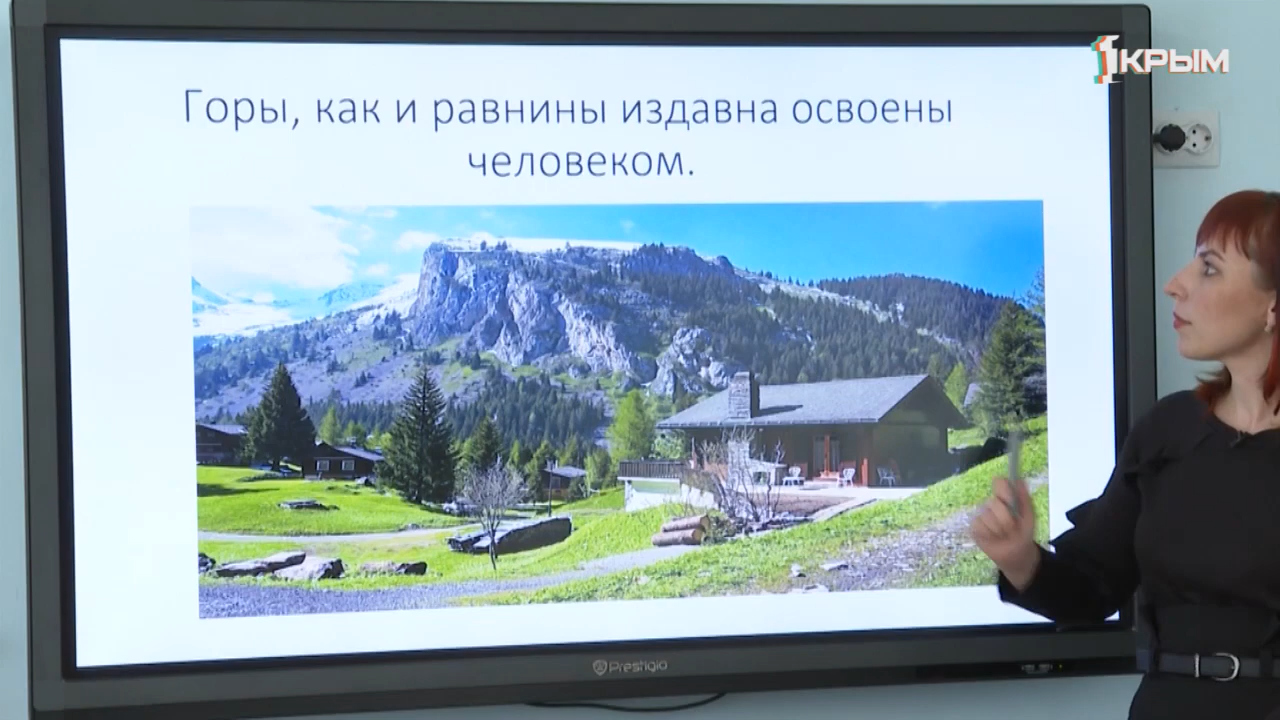 1КРЫМ
Горы, как и равнины издавна освоены
человеком.
Prestigio